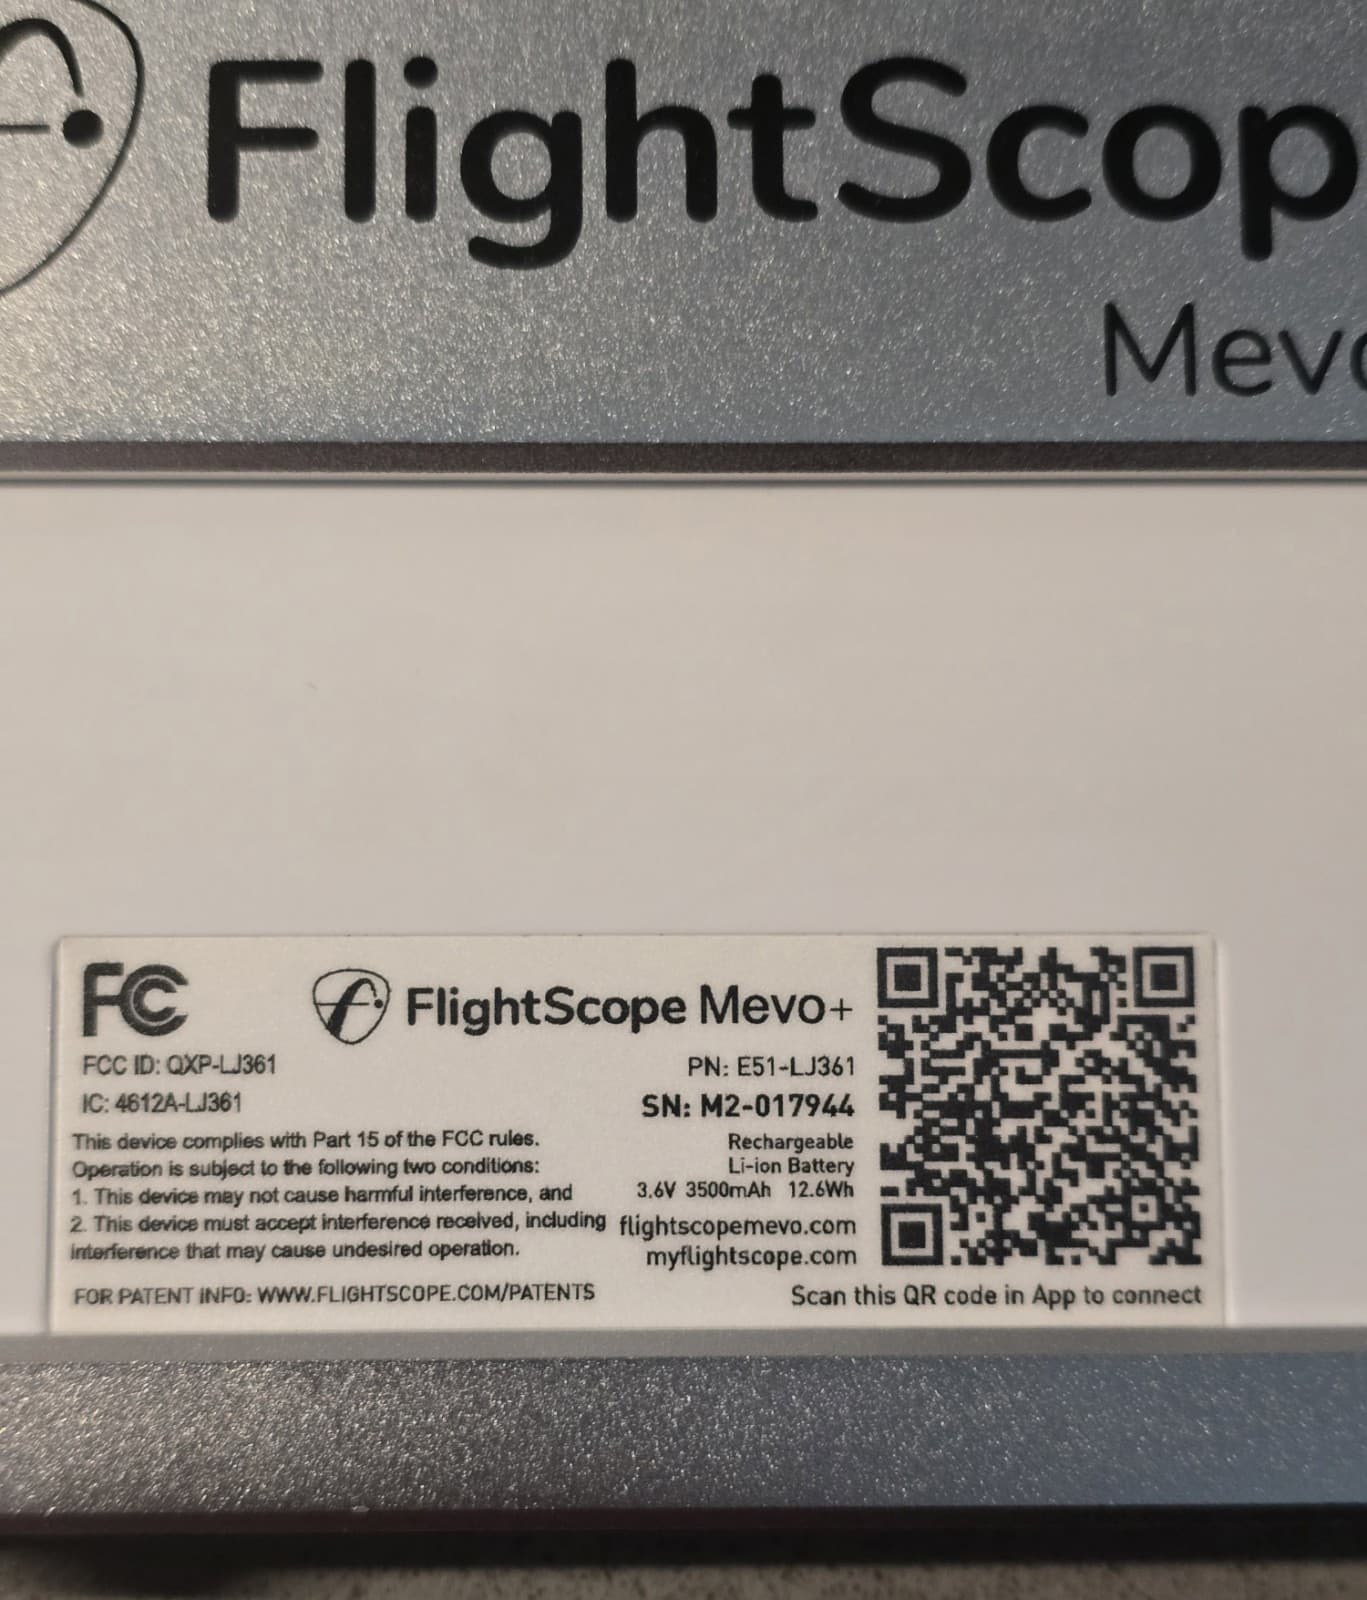 FlightScop
Mevo
FC
FlightScope Mevo+
FCC ID: QXP-LJ361
PN: E51-LJ361
IC: 4612A-LJ361
SN: M2-017944
This device complies with Part 15 of the FCC rules.
Operation is subject to the following two conditions:
1. This device may not cause harmful interference, and
2. This device must accept interference received, including
interference that may cause undesired operation.
Rechargeable
Li-ion Battery
3.6V 3500mAh 12.6Wh
flightscopemevo.com
myflightscope.com
FOR PATENT INFO: WWW.FLIGHTSCOPE.COM/PATENTS
Scan this QR code in App to connect